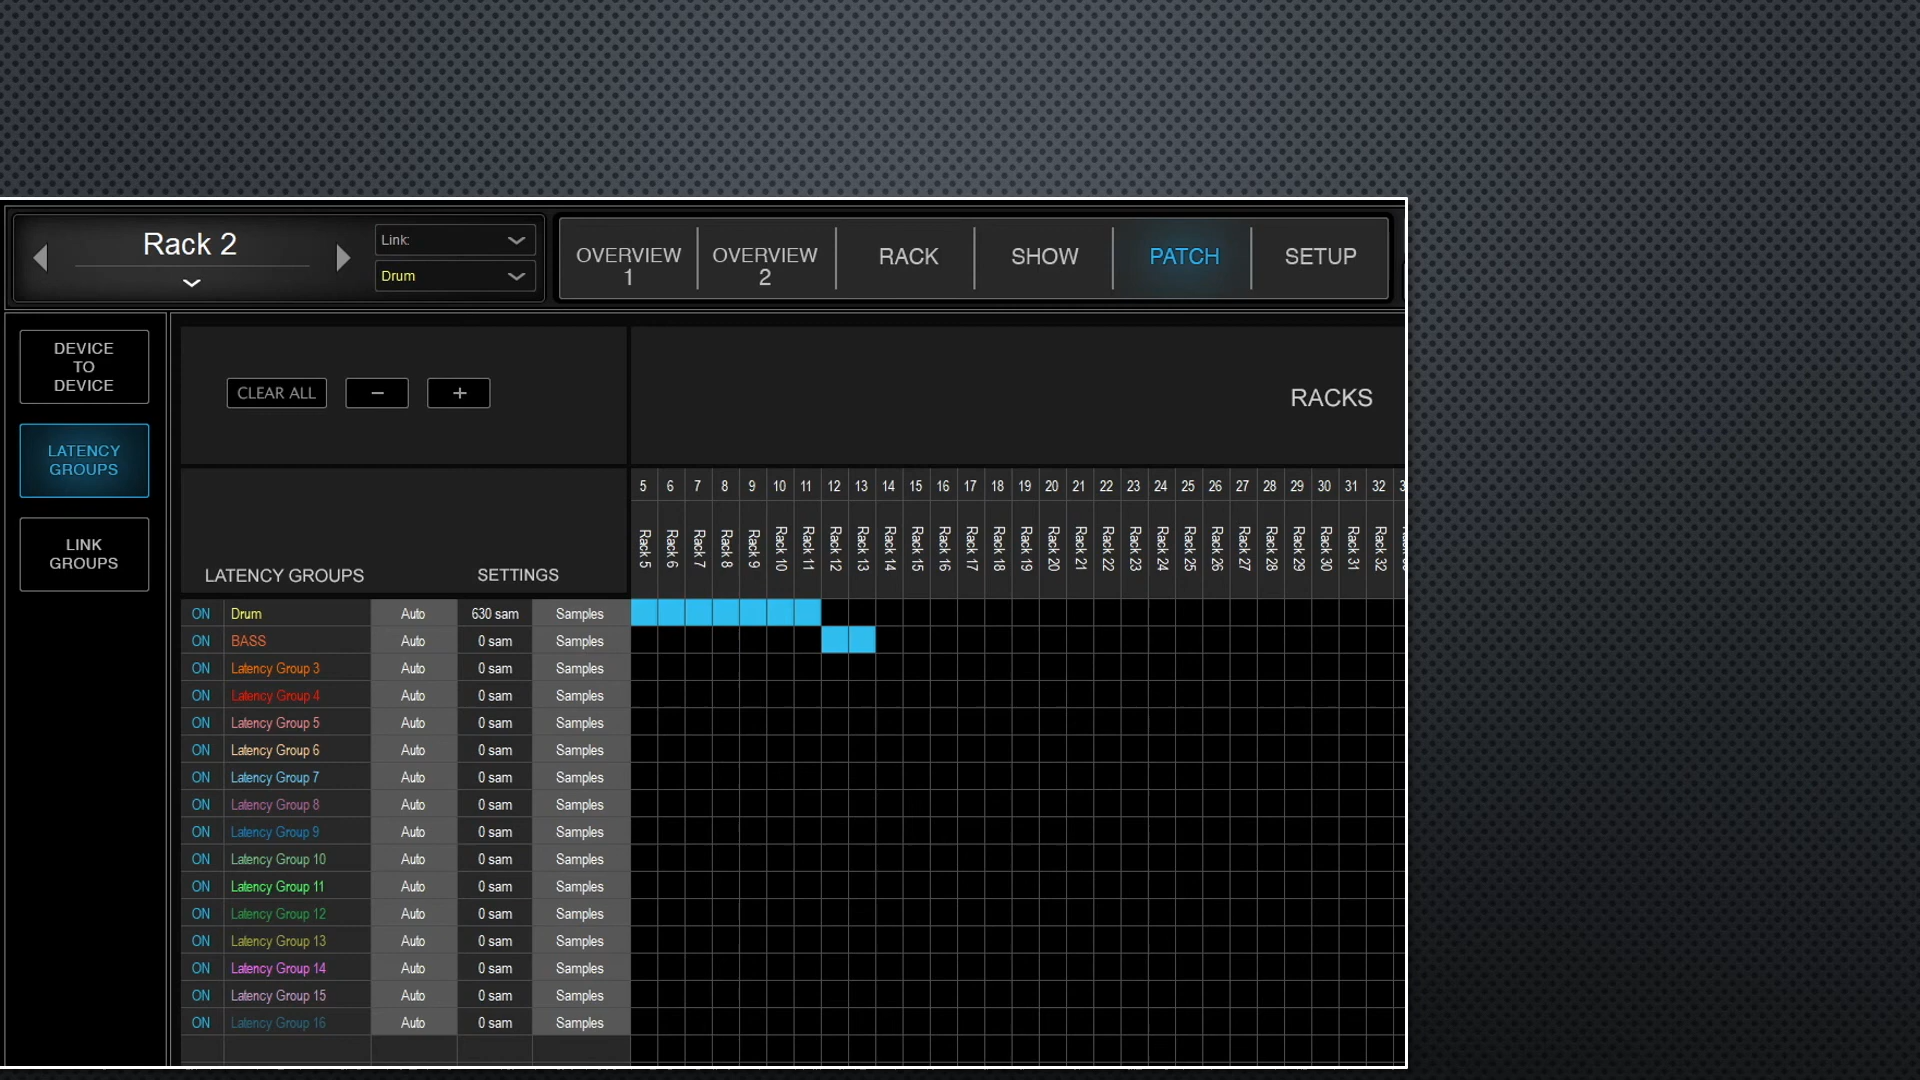 Rack 2
Link:
Drum
OVERVIEW 1
OVERVIEW 2
RACK
SHOW
PATCH
SETUP
DEVICE
TO
DEVICE
LATENCY
GROUPS
LINK
GROUPS
CLEAR ALL
−
+
RACKS
5 6 7 8 9 10 11 12 13 14 15 16 17 18 19 20 21 22 23 24 25 26 27 28 29 30 31 32
Rack 5 Rack 6 Rack 7 Rack 8 Rack 9 Rack 10 Rack 11 Rack 12 Rack 13 Rack 14 Rack 15 Rack 16 Rack 17 Rack 18 Rack 19 Rack 20 Rack 21 Rack 22 Rack 23 Rack 24 Rack 25 Rack 26 Rack 27 Rack 28 Rack 29 Rack 30 Rack 31 Rack 32
LATENCY GROUPS SETTINGS
ON Drum Auto 630 sam Samples
ON BASS Auto 0 sam Samples
ON Latency Group 3 Auto 0 sam Samples
ON Latency Group 4 Auto 0 sam Samples
ON Latency Group 5 Auto 0 sam Samples
ON Latency Group 6 Auto 0 sam Samples
ON Latency Group 7 Auto 0 sam Samples
ON Latency Group 8 Auto 0 sam Samples
ON Latency Group 9 Auto 0 sam Samples
ON Latency Group 10 Auto 0 sam Samples
ON Latency Group 11 Auto 0 sam Samples
ON Latency Group 12 Auto 0 sam Samples
ON Latency Group 13 Auto 0 sam Samples
ON Latency Group 14 Auto 0 sam Samples
ON Latency Group 15 Auto 0 sam Samples
ON Latency Group 16 Auto 0 sam Samples